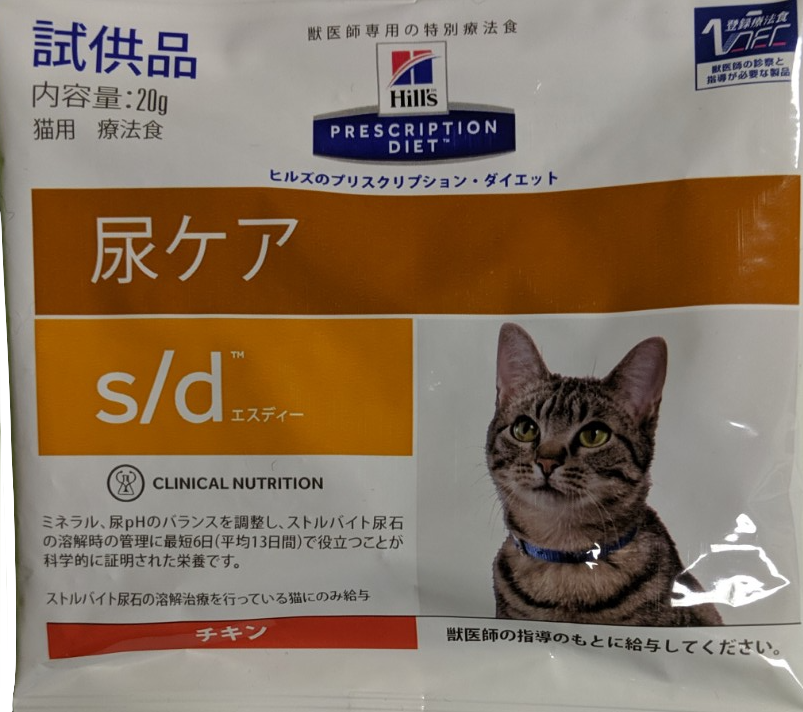 試供品
内容量:20g
猫用 療法食
獣医師専用の特別療法食
Hill's
PRESCRIPTION
DIET™
ヒルズのプリスクリプション・ダイエット
登録療法食
獣医師の診察と
指導が必要な製品
尿ケア
s/d™ エスディー
CLINICAL NUTRITION
ミネラル、尿pHのバランスを調整し、ストルバイト尿石
の溶解時の管理に最短6日(平均13日間)で役立つことが
科学的に証明された栄養です。
ストルバイト尿石の溶解治療を行っている猫にのみ給与
チキン
獣医師の指導のもとに給与してください。